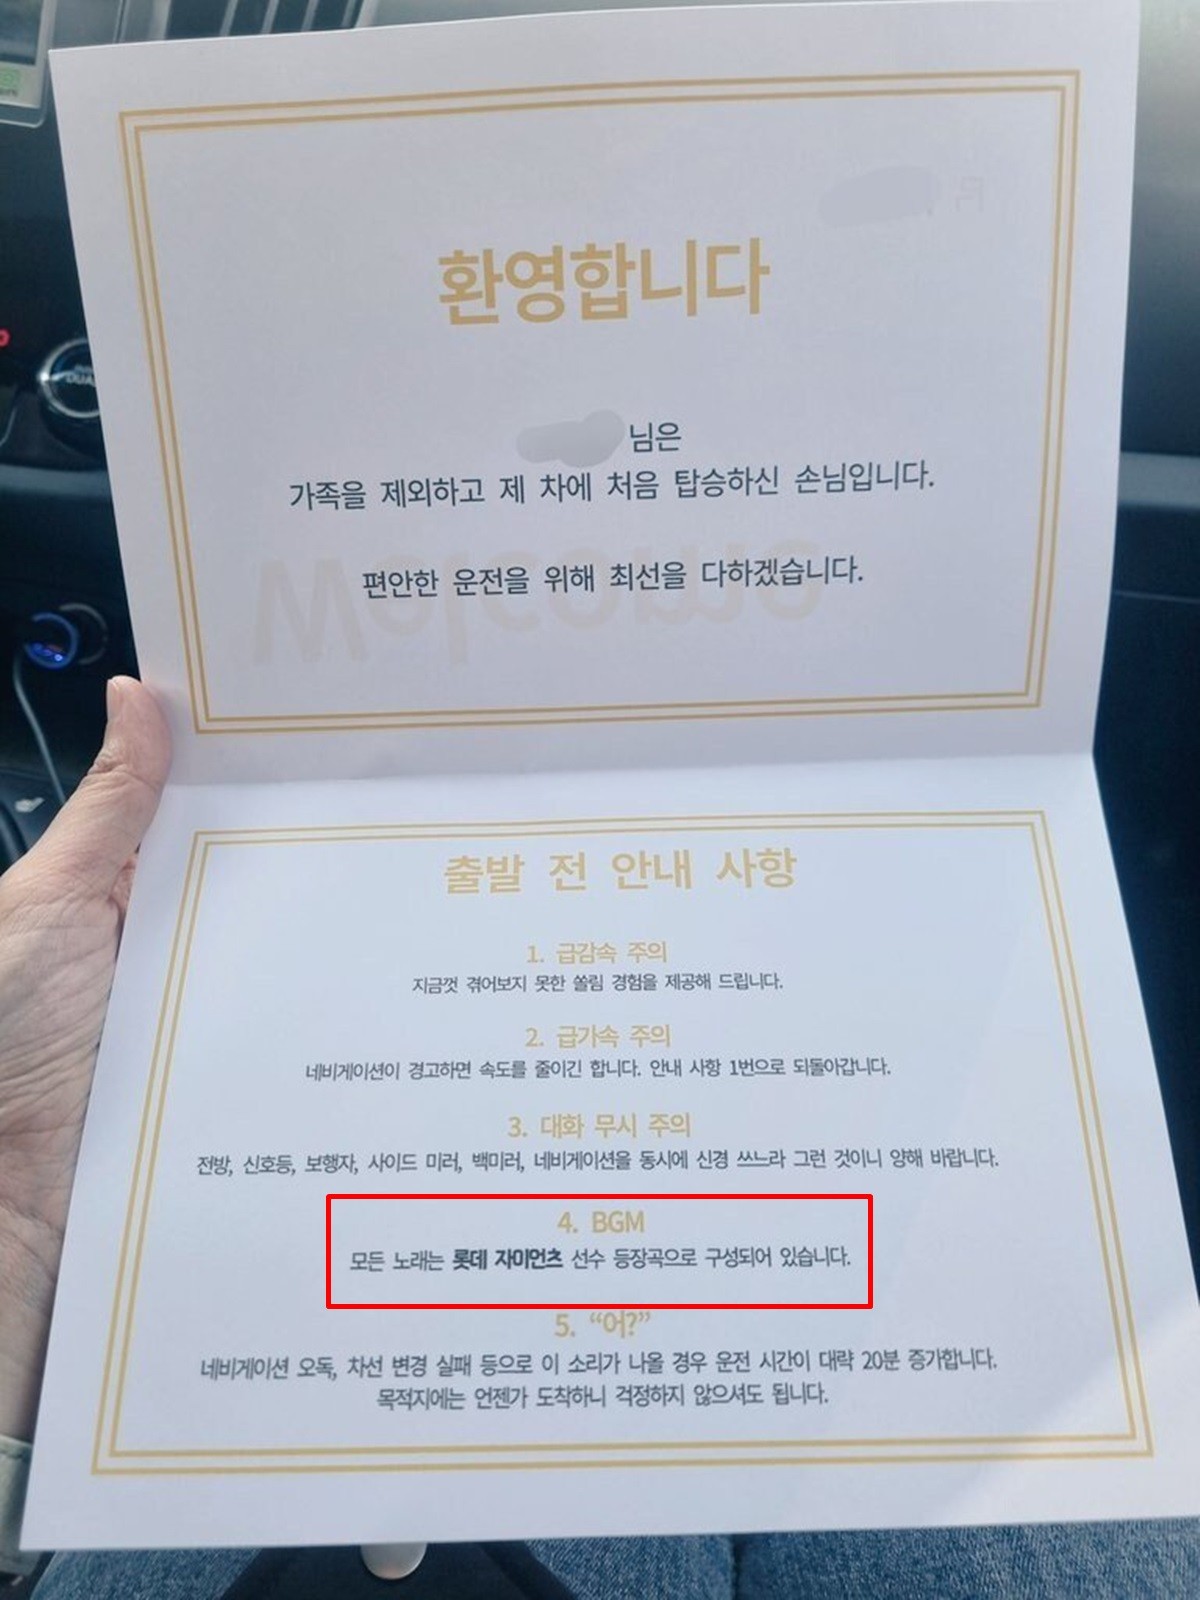 환영합니다
님은
가족을 제외하고 제 차에 처음 탑승하신 손님입니다.
편안한 운전을 위해 최선을 다하겠습니다.
Welcome
출발 전 안내 사항
1. 급감속 주의
지금껏 겪어보지 못한 쏠림 경험을 제공해 드립니다.
2. 급가속 주의
네비게이션이 경고하면 속도를 줄이긴 합니다. 안내 사항 1번으로 되돌아갑니다.
3. 대화 무시 주의
전방, 신호등, 보행자, 사이드 미러, 백미러, 네비게이션을 동시에 신경 쓰느라 그런 것이니 양해 바랍니다.
4. BGM
모든 노래는 롯데 자이언츠 선수 등장곡으로 구성되어 있습니다.
5. “어?”
네비게이션 오독, 차선 변경 실패 등으로 이 소리가 나올 경우 운전 시간이 대략 20분 증가합니다.
목적지에는 언젠가 도착하니 걱정하지 않으셔도 됩니다.